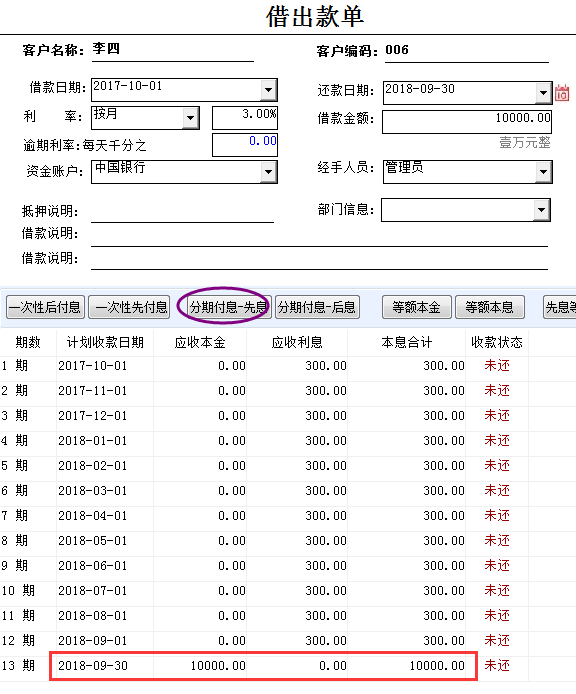 借出款单
客户名称: 李四 客户编码: 006
借款日期: 2017-10-01 还款日期: 2018-09-30
利 率: 按月 3.00% 借款金额: 10000.00
壹万元整
逾期利率:每天千分之 0.00
资金账户: 中国银行 经手人员: 管理员
抵押说明: 部门信息:
借款说明:
借款说明:
一次性后付息 一次性先付息 分期付息-先息 分期付息-后息 等额本金 等额本息 先息等
期数 计划收款日期 应收本金 应收利息 本息合计 收款状态
1 期 2017-10-01 0.00 300.00 300.00 未还
2 期 2017-11-01 0.00 300.00 300.00 未还
3 期 2017-12-01 0.00 300.00 300.00 未还
4 期 2018-01-01 0.00 300.00 300.00 未还
5 期 2018-02-01 0.00 300.00 300.00 未还
6 期 2018-03-01 0.00 300.00 300.00 未还
7 期 2018-04-01 0.00 300.00 300.00 未还
8 期 2018-05-01 0.00 300.00 300.00 未还
9 期 2018-06-01 0.00 300.00 300.00 未还
10 期 2018-07-01 0.00 300.00 300.00 未还
11 期 2018-08-01 0.00 300.00 300.00 未还
12 期 2018-09-01 0.00 300.00 300.00 未还
13 期 2018-09-30 10000.00 0.00 10000.00 未还